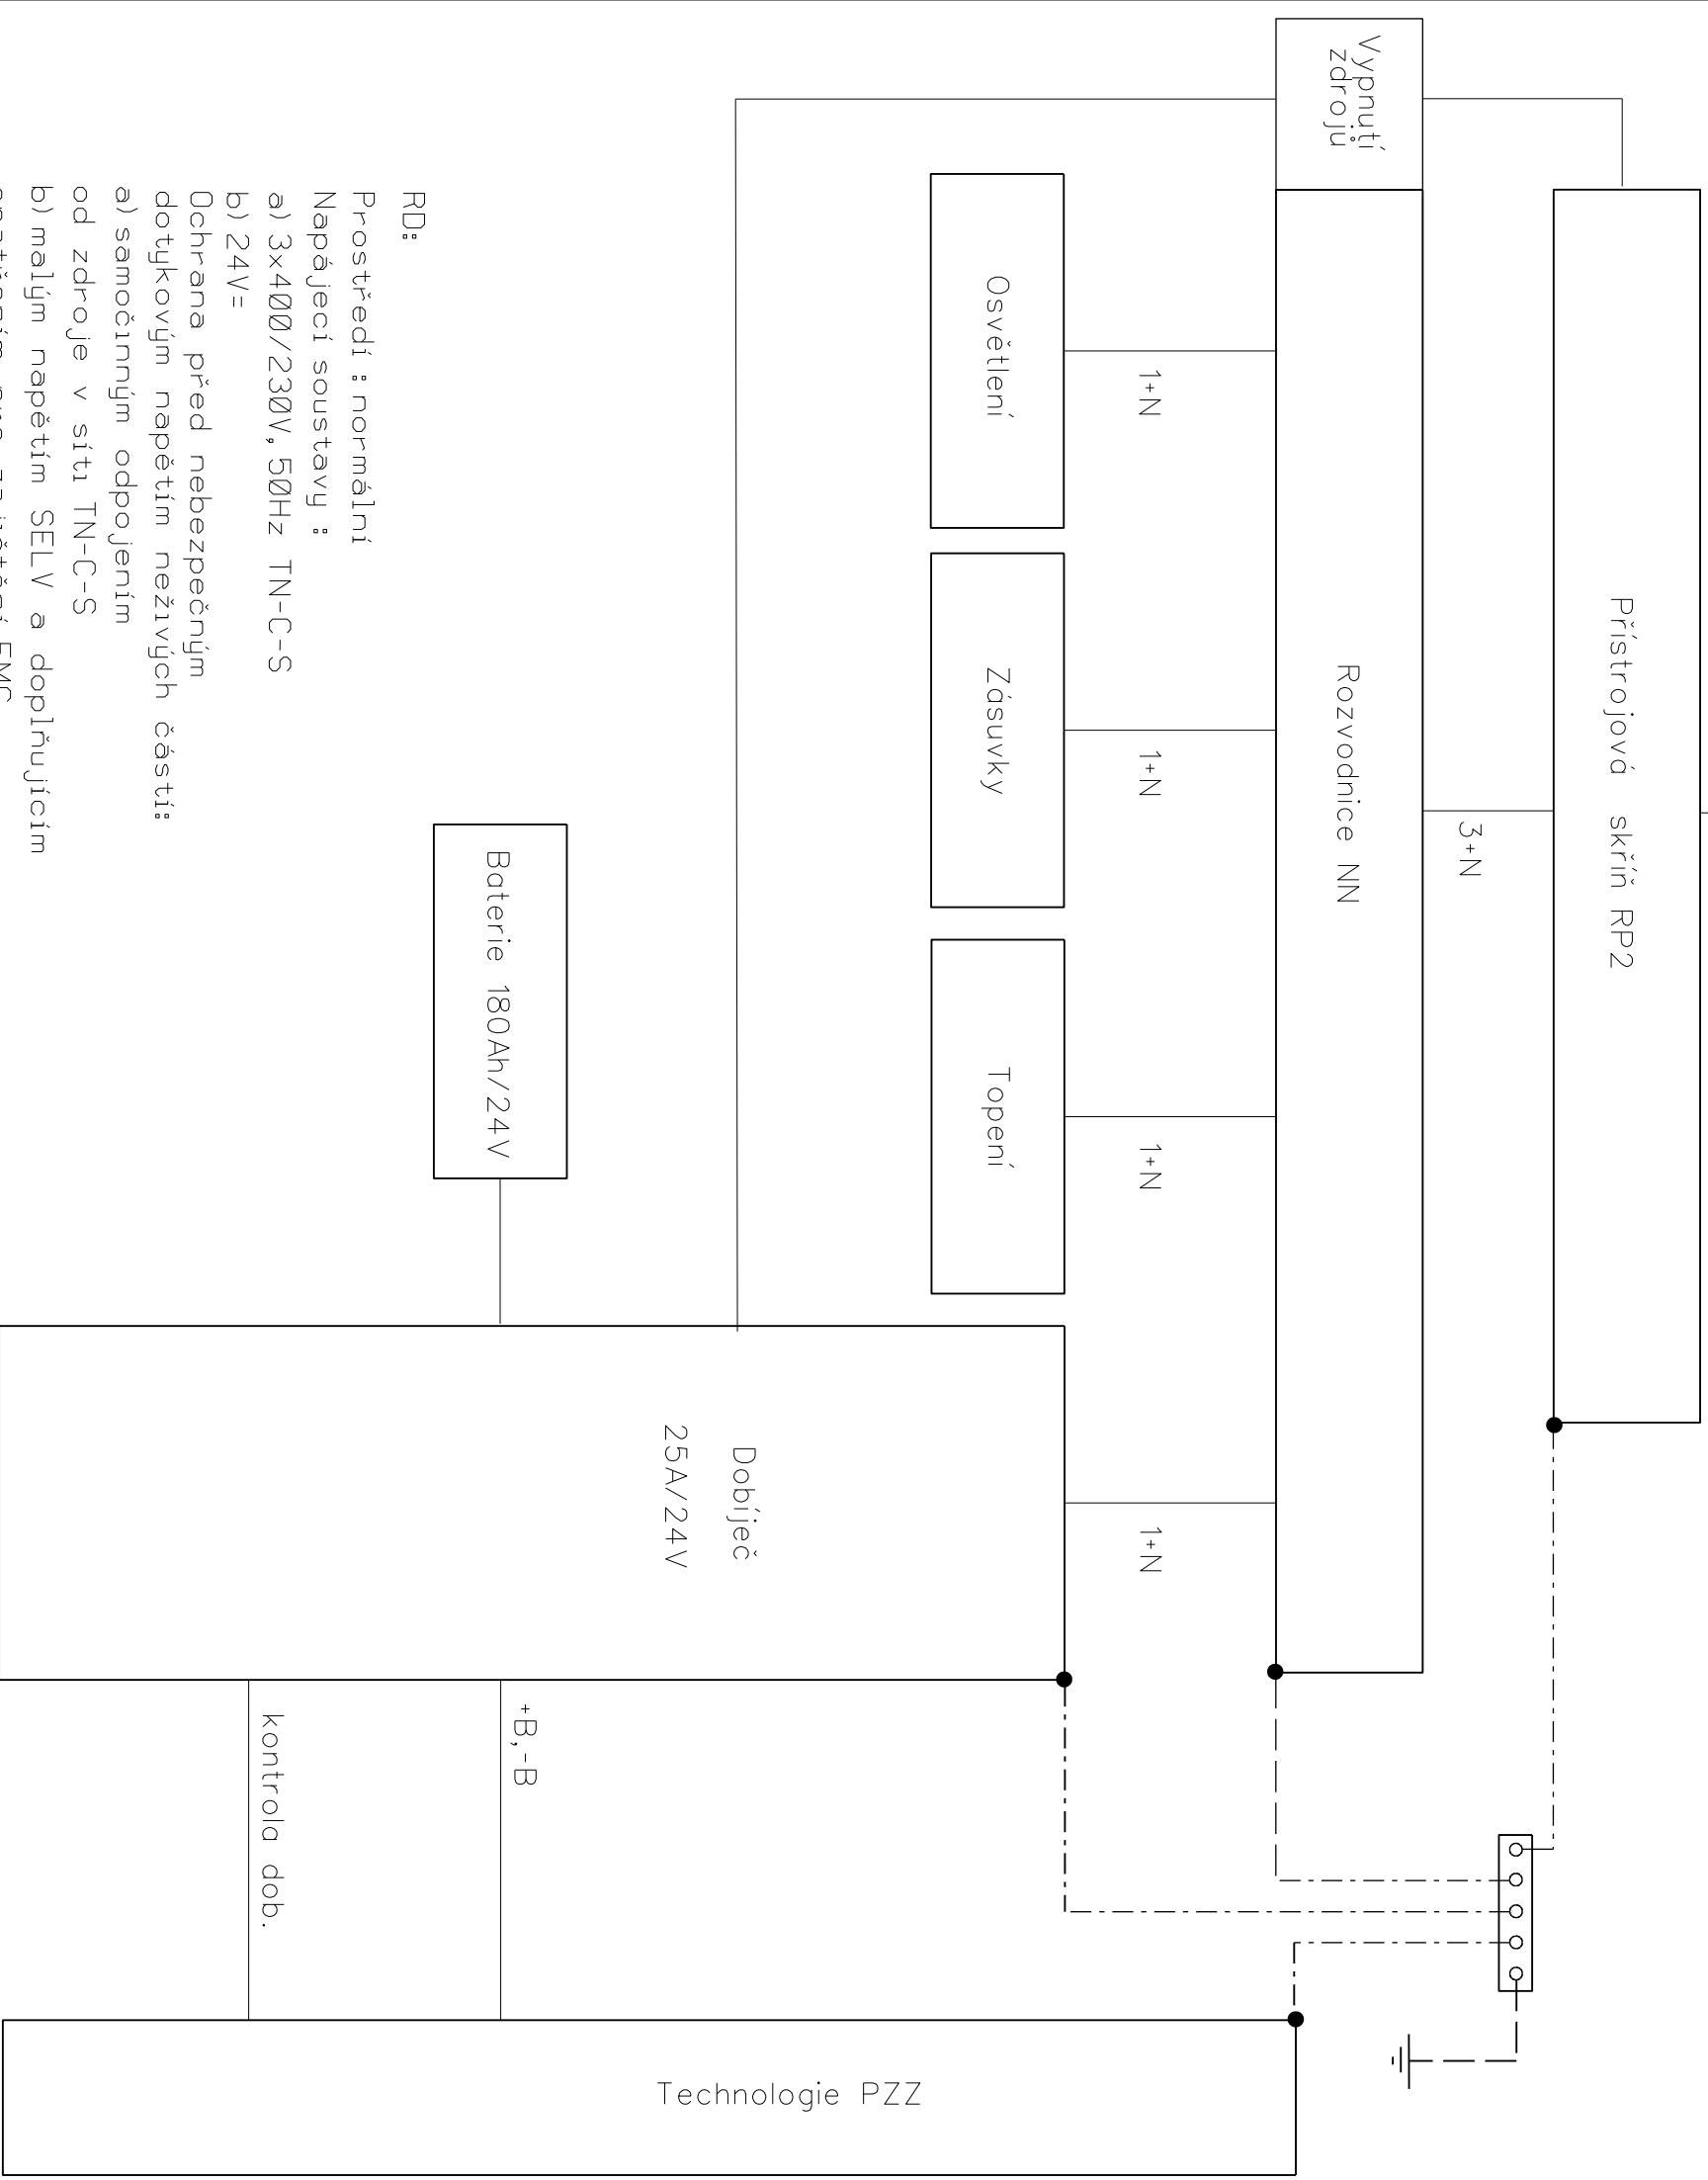 Vypnutí
zdrojů
Přístrojová skříň RP2
3+N
Rozvodnice NN
1+N
1+N
1+N
1+N
Osvětlení
Zásuvky
Topení
Dobíječ
25A/24V
Baterie 180Ah/24V
+B,-B
kontrola dob.
Technologie PZZ
RD:
Prostředí : normální
Napájecí soustavy :
a) 3x400/230V, 50Hz TN-C-S
b) 24V=
Ochrana před nebezpečným
dotykovým napětím neživých částí:
a) samočinným odpojením
od zdroje v síti TN-C-S
b) malým napětím SELV a doplňujícím